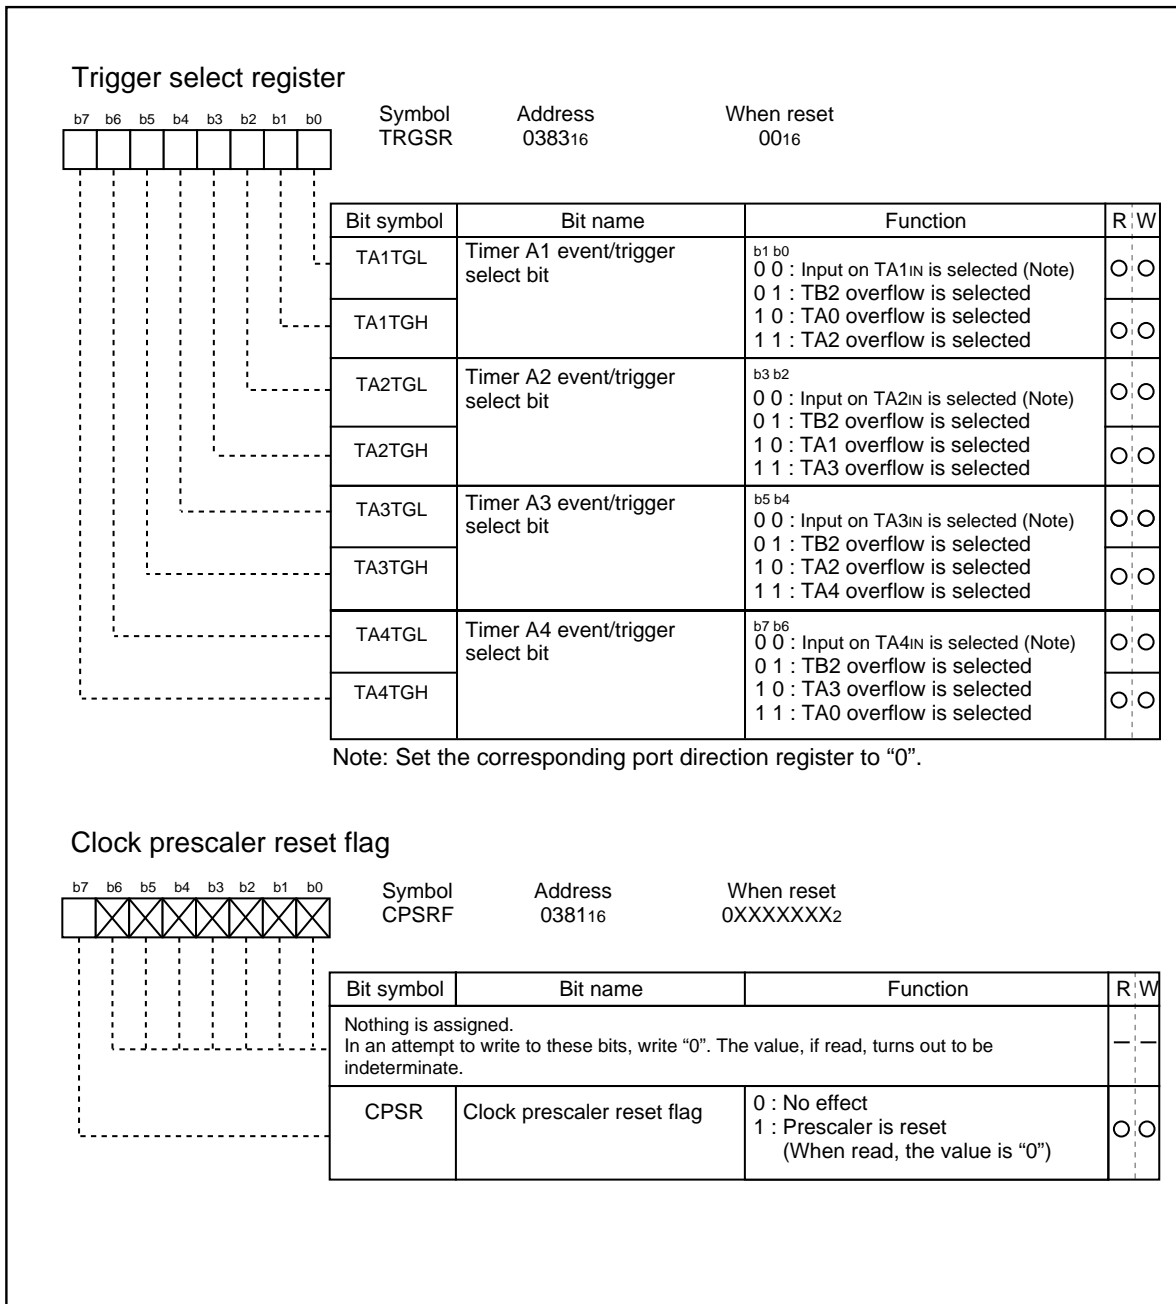 Trigger select register
b7 b6 b5 b4 b3 b2 b1 b0
Symbol Address When reset
TRGSR 038316 0016
Bit symbol Bit name Function R W
TA1TGL Timer A1 event/trigger select bit
b1 b0
0 0 : Input on TA1IN is selected (Note)
0 1 : TB2 overflow is selected
TA1TGH
1 0 : TA0 overflow is selected
1 1 : TA2 overflow is selected
TA2TGL Timer A2 event/trigger select bit
b3 b2
0 0 : Input on TA2IN is selected (Note)
0 1 : TB2 overflow is selected
TA2TGH
1 0 : TA1 overflow is selected
1 1 : TA3 overflow is selected
TA3TGL Timer A3 event/trigger select bit
b5 b4
0 0 : Input on TA3IN is selected (Note)
0 1 : TB2 overflow is selected
TA3TGH
1 0 : TA2 overflow is selected
1 1 : TA4 overflow is selected
TA4TGL Timer A4 event/trigger select bit
b7 b6
0 0 : Input on TA4IN is selected (Note)
0 1 : TB2 overflow is selected
TA4TGH
1 0 : TA3 overflow is selected
1 1 : TA0 overflow is selected
Note: Set the corresponding port direction register to “0”.
Clock prescaler reset flag
b7 b6 b5 b4 b3 b2 b1 b0
Symbol Address When reset
CPSRF 038116 0XXXXXXX2
Bit symbol Bit name Function R W
Nothing is assigned.
In an attempt to write to these bits, write “0”. The value, if read, turns out to be
indeterminate.
CPSR Clock prescaler reset flag
0 : No effect
1 : Prescaler is reset
(When read, the value is “0”)